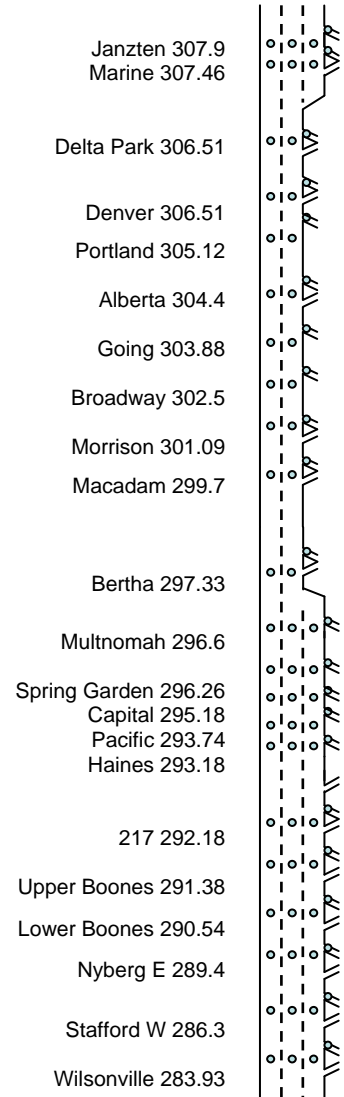 Janzten 307.9
Marine 307.46
Delta Park 306.51
Denver 306.51
Portland 305.12
Alberta 304.4
Going 303.88
Broadway 302.5
Morrison 301.09
Macadam 299.7
Bertha 297.33
Multnomah 296.6
Spring Garden 296.26
Capital 295.18
Pacific 293.74
Haines 293.18
217 292.18
Upper Boones 291.38
Lower Boones 290.54
Nyberg E 289.4
Stafford W 286.3
Wilsonville 283.93